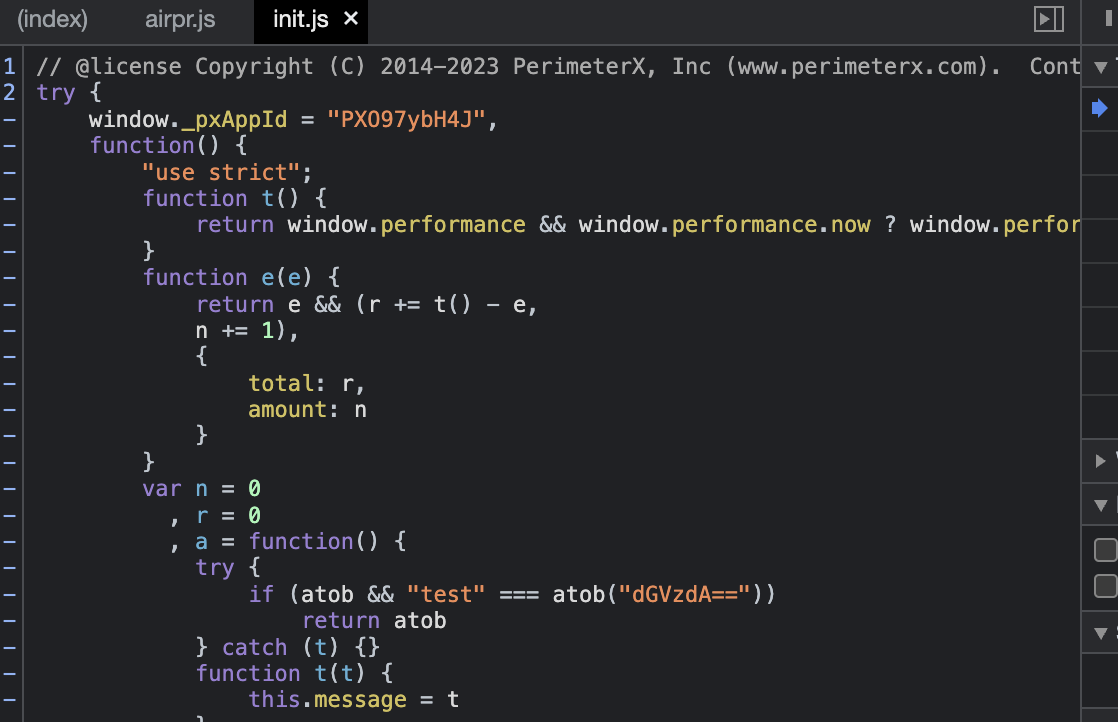 (index) airpr.js init.js ×
1 // @license Copyright (C) 2014-2023 PerimeterX, Inc (www.perimeterx.com).  Cont
2 try {
window._pxAppId = "PXO97ybH4J",
function() {
"use strict";
function t() {
return window.performance && window.performance.now ? window.perfor
}
function e(e) {
return e && (r += t() - e,
n += 1),
{
total: r,
amount: n
}
}
var n = 0
, r = 0
, a = function() {
try {
if (atob && "test" === atob("dGVzdA=="))
return atob
} catch (t) {}
function t(t) {
this.message = t